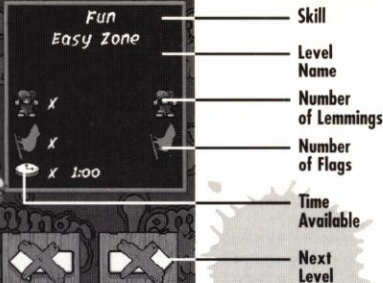 Fun
Easy Zone
X
X
X 1:00
Skill
Level
Name
Number
of Lemmings
Number
of Flags
Time
Available
Next
Level